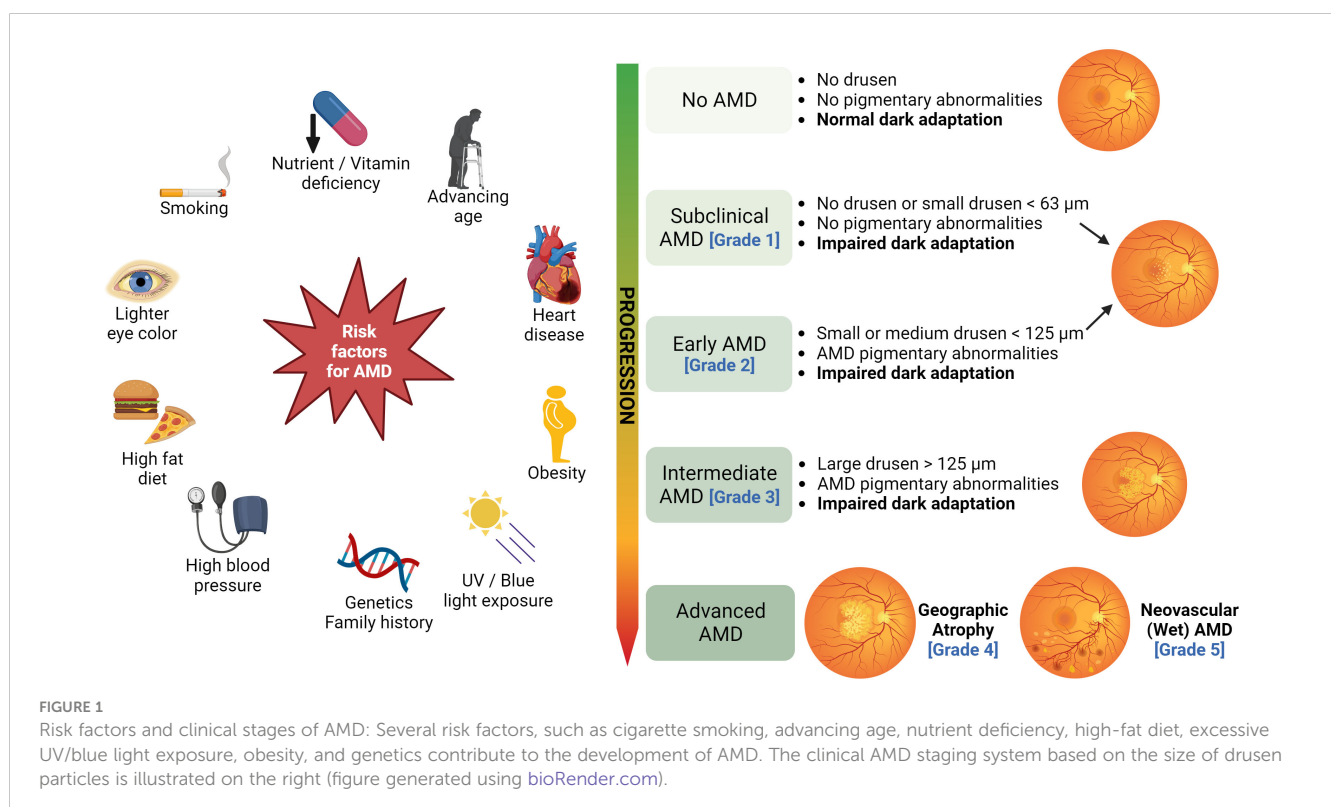 Nutrient / Vitamin
deficiency
Smoking
Advancing
age
Lighter
eye color
Risk
factors
for AMD
Heart
disease
High fat
diet
Obesity
High blood
pressure
Genetics
Family history
UV / Blue
light exposure
PROGRESSION
No AMD
• No drusen
• No pigmentary abnormalities
• Normal dark adaptation
Subclinical
AMD [Grade 1]
• No drusen or small drusen < 63 µm
• No pigmentary abnormalities
• Impaired dark adaptation
Early AMD
[Grade 2]
• Small or medium drusen < 125 µm
• AMD pigmentary abnormalities
• Impaired dark adaptation
Intermediate
AMD [Grade 3]
• Large drusen > 125 µm
• AMD pigmentary abnormalities
• Impaired dark adaptation
Advanced
AMD
Geographic
Atrophy
[Grade 4]
Neovascular
(Wet) AMD
[Grade 5]
FIGURE 1
Risk factors and clinical stages of AMD: Several risk factors, such as cigarette smoking, advancing age, nutrient deficiency, high-fat diet, excessive
UV/blue light exposure, obesity, and genetics contribute to the development of AMD. The clinical AMD staging system based on the size of drusen
particles is illustrated on the right (figure generated using bioRender.com).